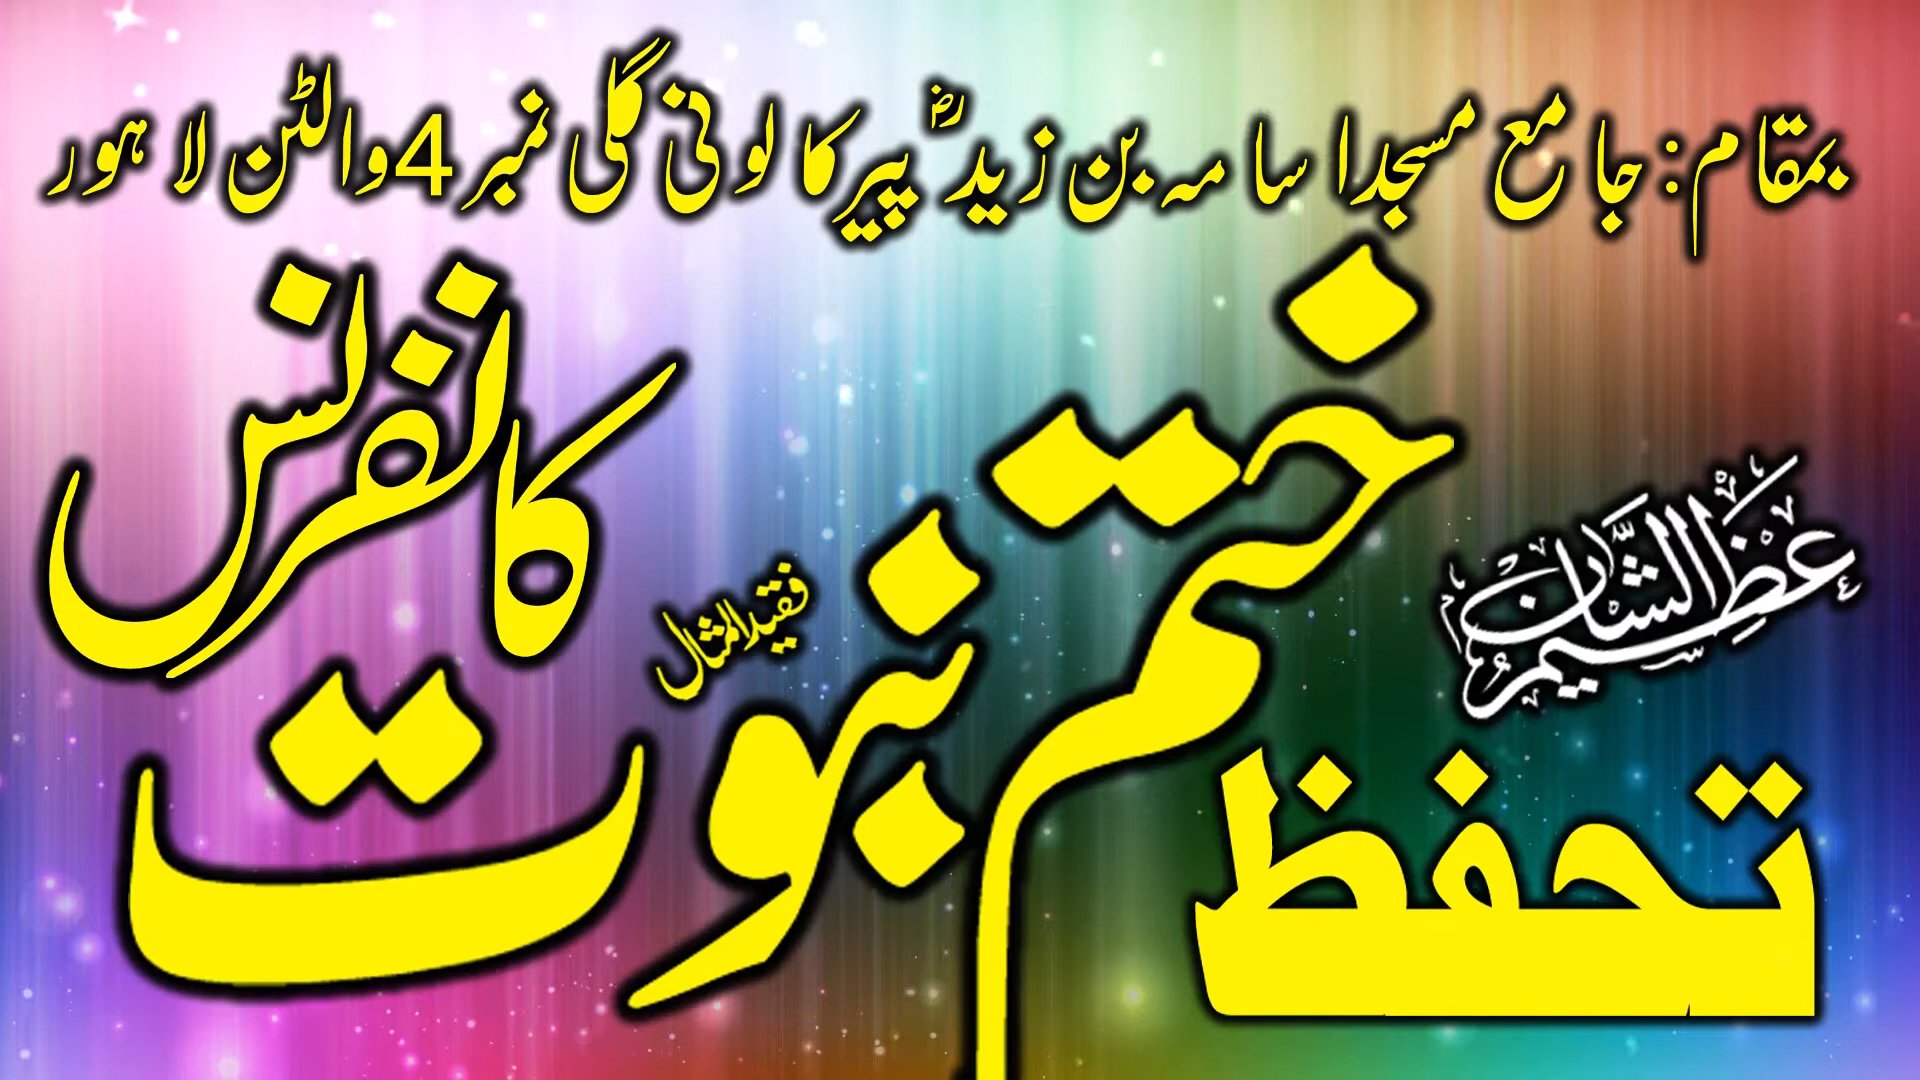 بمقام: جامع مسجد اسامہ بن زیدؓ پیر کالونی گلی نمبر 4 والٹن لاہور
عظیم الشان
فقید المثال
تحفظ ختم نبوت کانفرنس